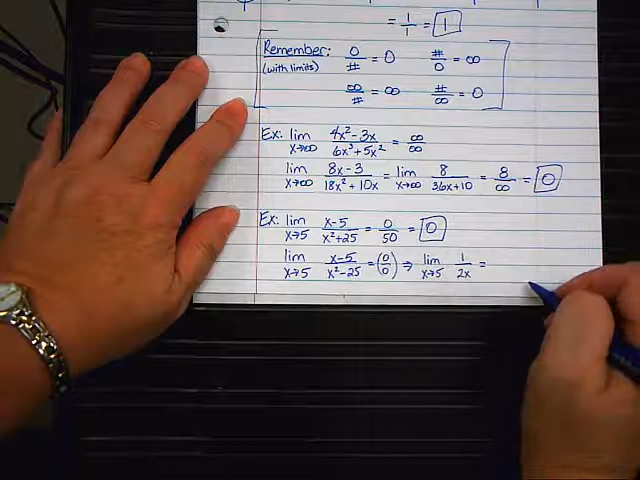 = 1/1 = 1
Remember: 0/# = 0 #/0 = ∞
(with limits)
∞/# = ∞ #/∞ = 0
Ex: lim x→∞ 4x²-3x / 6x³+5x² = ∞/∞
lim x→∞ 8x-3 / 18x²+10x = lim x→∞ 8 / 36x+10 = 8/∞ = 0
Ex: lim x→5 x-5 / x²+25 = 0/50 = 0
lim x→5 x-5 / x²-25 = (0/0) ⇒ lim x→5 1/2x =